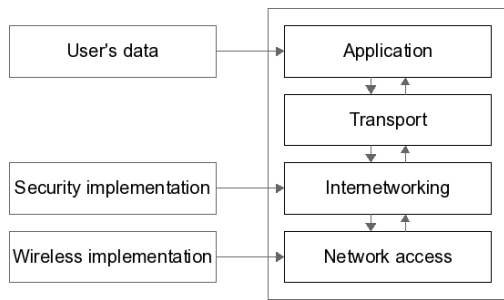 User's data
Application
Transport
Security implementation
Internetworking
Wireless implementation
Network access